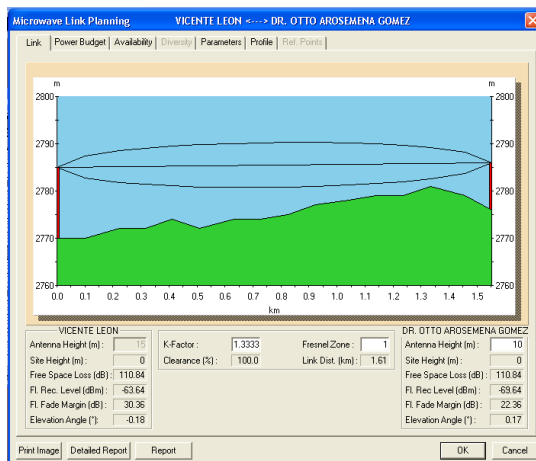 Microwave Link Planning VICENTE LEON <---> DR. OTTO AROSEMENA GOMEZ
Link Power Budget Availability Diversity Parameters Profile Ref. Points
m m
2800 2800
2790 2790
2780 2780
2770 2770
2760 2760
0.0 0.1 0.2 0.3 0.4 0.5 0.6 0.7 0.8 0.9 1.0 1.1 1.2 1.3 1.4 1.5
km
VICENTE LEON
Antenna Height (m) : 15
Site Height (m) : 0
Free Space Loss (dB) : 110.84
Fl. Rec. Level (dBm) : -63.64
Fl. Fade Margin (dB) : 30.36
Elevation Angle (°): -0.18
K-Factor : 1.3333 Fresnel Zone : 1
Clearance (%) : 100.0 Link Dist. (km) : 1.61
DR. OTTO AROSEMENA GOMEZ
Antenna Height (m) : 10
Site Height (m) : 0
Free Space Loss (dB) : 110.84
Fl. Rec. Level (dBm) : -69.64
Fl. Fade Margin (dB) : 22.36
Elevation Angle (°) : 0.17
Print Image Detailed Report Report OK Cancel